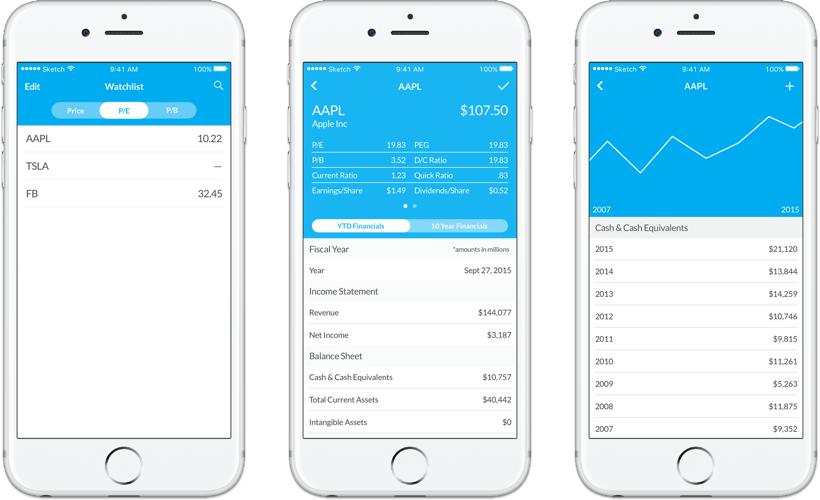 Sketch 9:41 AM 100%
Edit Watchlist
Price P/E P/B
AAPL 10.22
TSLA —
FB 32.45
Sketch 9:41 AM 100%
AAPL
AAPL $107.50
Apple Inc
P/E 19.83 PEG 19.83
P/B 3.52 D/C Ratio 19.83
Current Ratio 1.23 Quick Ratio .83
Earnings/Share $1.49 Dividends/Share $0.52
YTD Financials 10 Year Financials
Fiscal Year *amounts in millions
Year Sept 27, 2015
Income Statement
Revenue $144,077
Net Income $3,187
Balance Sheet
Cash & Cash Equivalents $10,757
Total Current Assets $40,442
Intangible Assets $0
Sketch 9:41 AM 100%
AAPL
2007 2015
Cash & Cash Equivalents
2015 $21,120
2014 $13,844
2013 $14,259
2012 $10,746
2011 $9,815
2010 $11,261
2009 $5,263
2008 $11,875
2007 $9,352